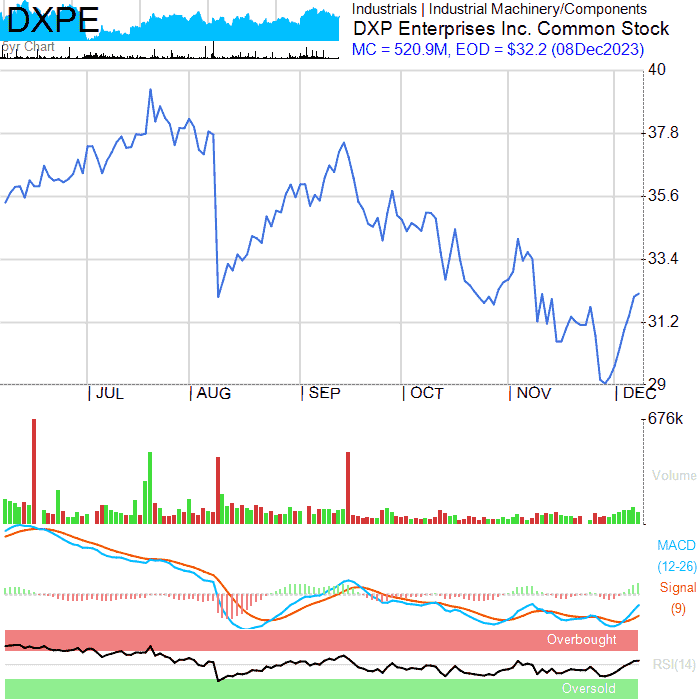 DXPE
5yr Chart
Industrials | Industrial Machinery/Components
DXP Enterprises Inc. Common Stock
MC = 520.9M, EOD = $32.2 (08Dec2023)
40
37.8
35.6
33.4
31.2
29
JUL AUG SEP OCT NOV DEC
676k
Volume
MACD
(12-26)
Signal
(9)
Overbought
RSI(14)
Oversold